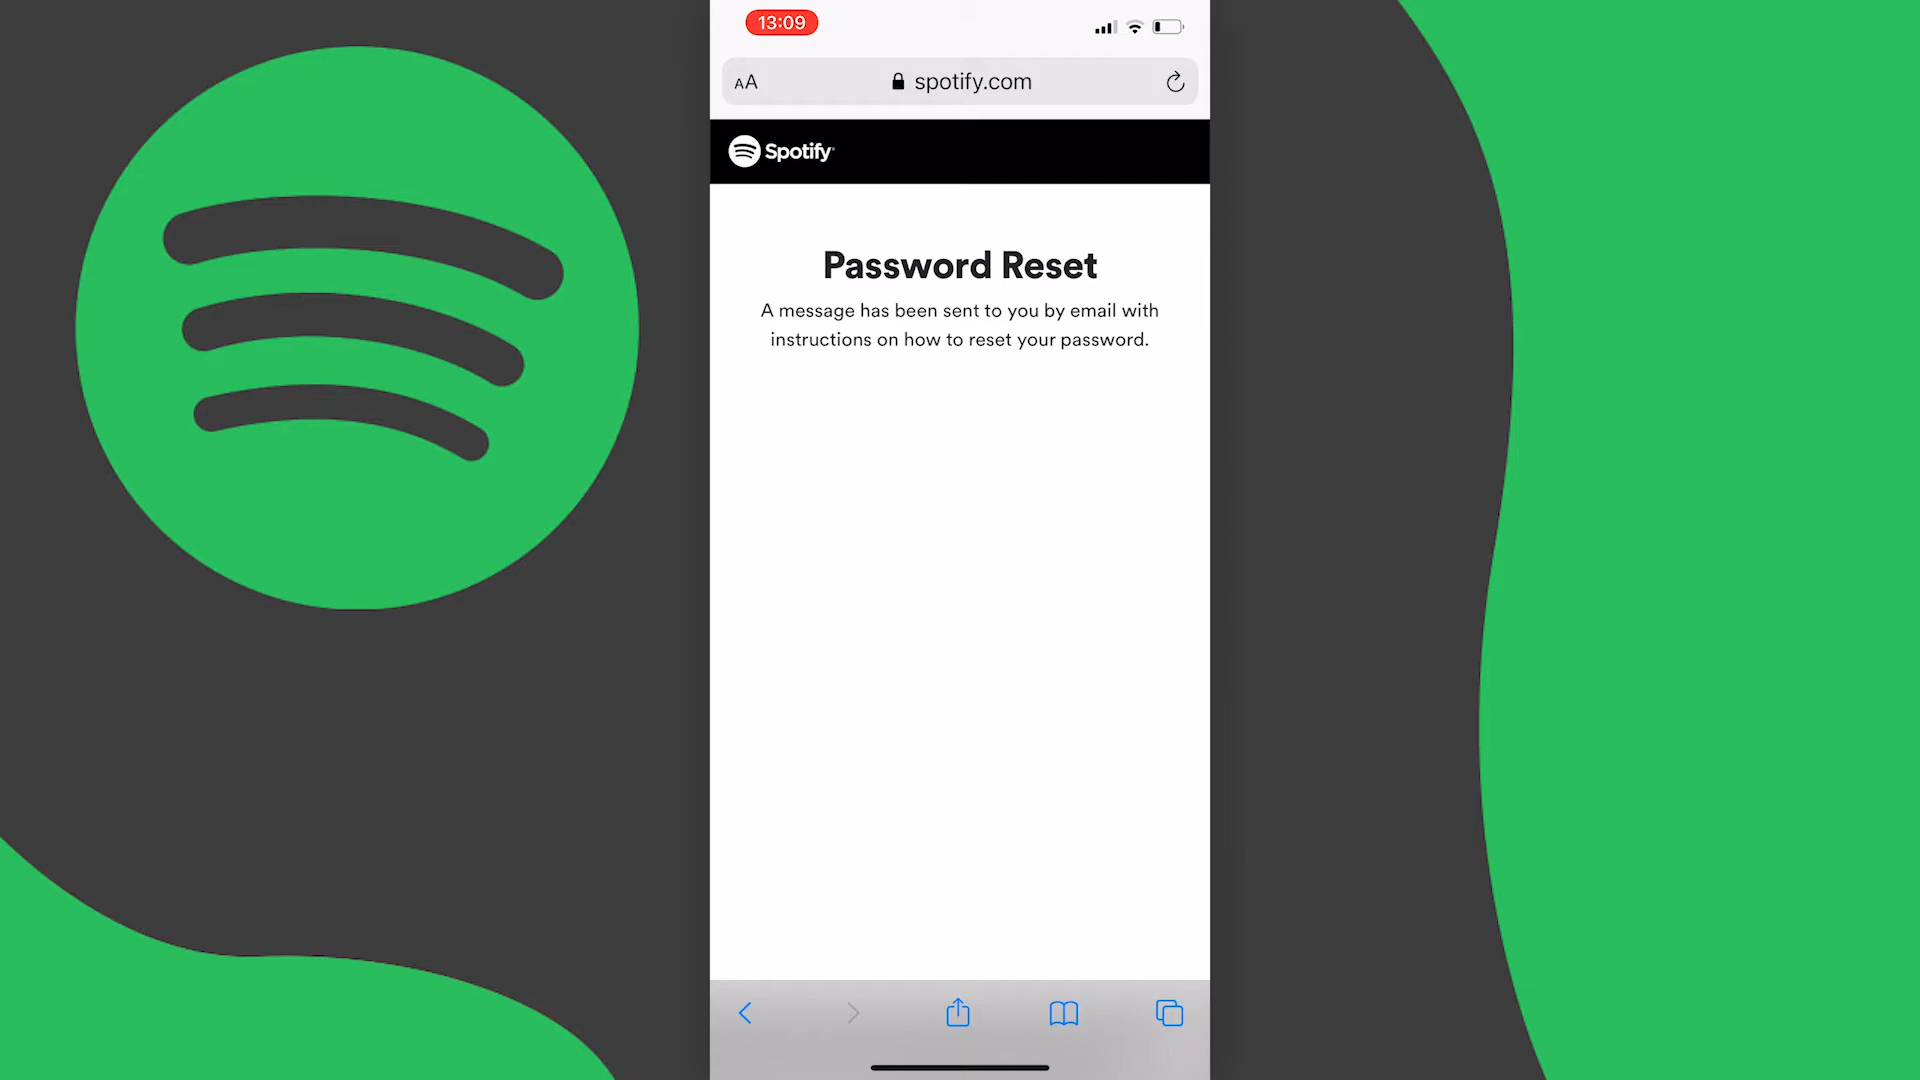 13:09
AA
spotify.com
Spotify
Password Reset
A message has been sent to you by email with
instructions on how to reset your password.